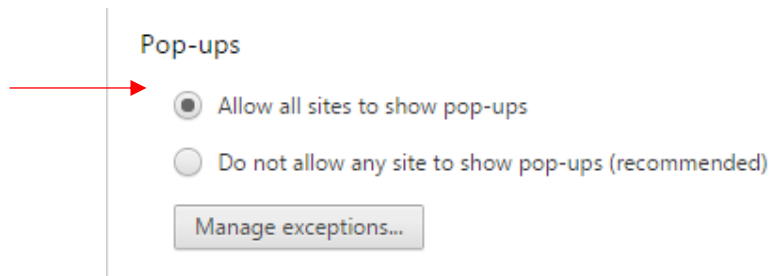 Pop-ups
Allow all sites to show pop-ups
Do not allow any site to show pop-ups (recommended)
Manage exceptions...